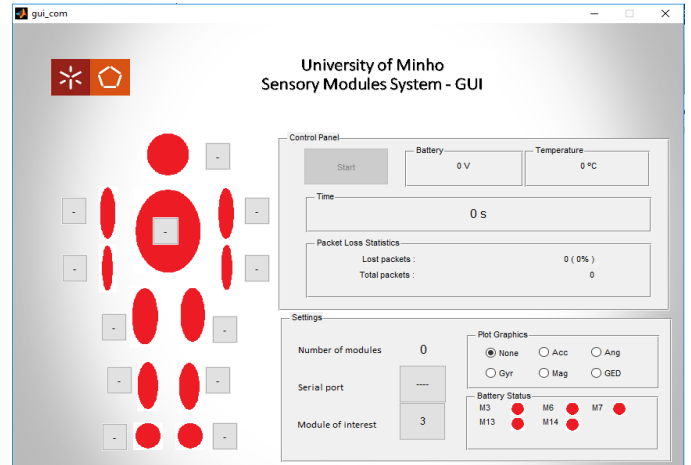 gui_com
University of Minho
Sensory Modules System - GUI
Control Panel
Start
Battery
0 V
Temperature
0 ºC
Time
0 s
Packet Loss Statistics
Lost packets : 0 ( 0% )
Total packets : 0
-
-
-
-
-
-
-
-
-
-
-
-
Settings
Number of modules 0
Serial port ----
Module of interest 3
Plot Graphics
None Acc Ang
Gyr Mag GED
Battery Status
M3 M6 M7
M13 M14